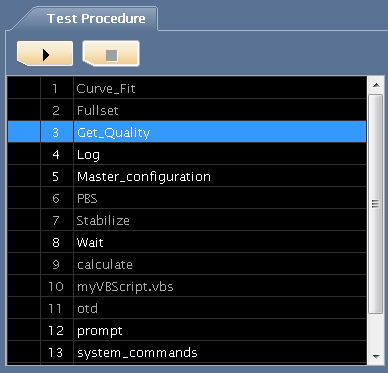 Test Procedure
1 Curve_Fit
2 Fullset
3 Get_Quality
4 Log
5 Master_configuration
6 PBS
7 Stabilize
8 Wait
9 calculate
10 myVBScript.vbs
11 otd
12 prompt
13 system_commands